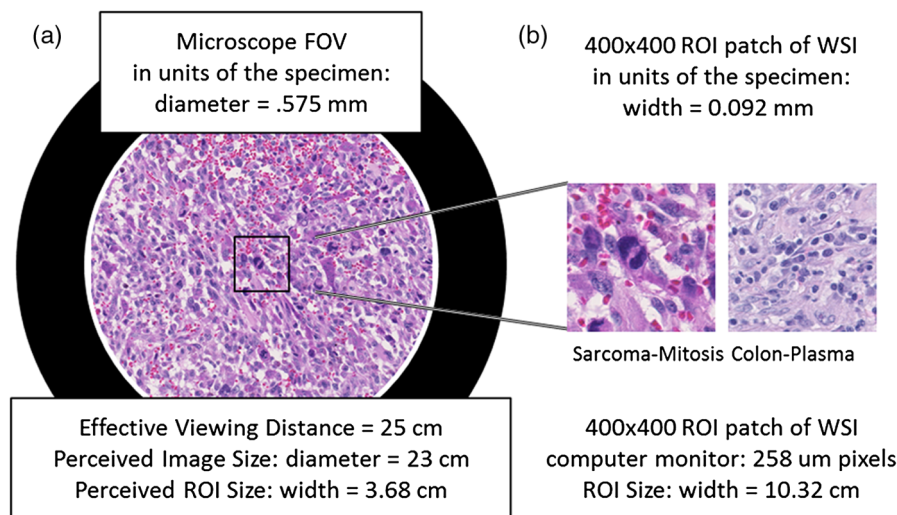 (a)
Microscope FOV
in units of the specimen:
diameter = .575 mm
Effective Viewing Distance = 25 cm
Perceived Image Size: diameter = 23 cm
Perceived ROI Size: width = 3.68 cm
(b)
400x400 ROI patch of WSI
in units of the specimen:
width = 0.092 mm
Sarcoma-Mitosis Colon-Plasma
400x400 ROI patch of WSI
computer monitor: 258 um pixels
ROI Size: width = 10.32 cm